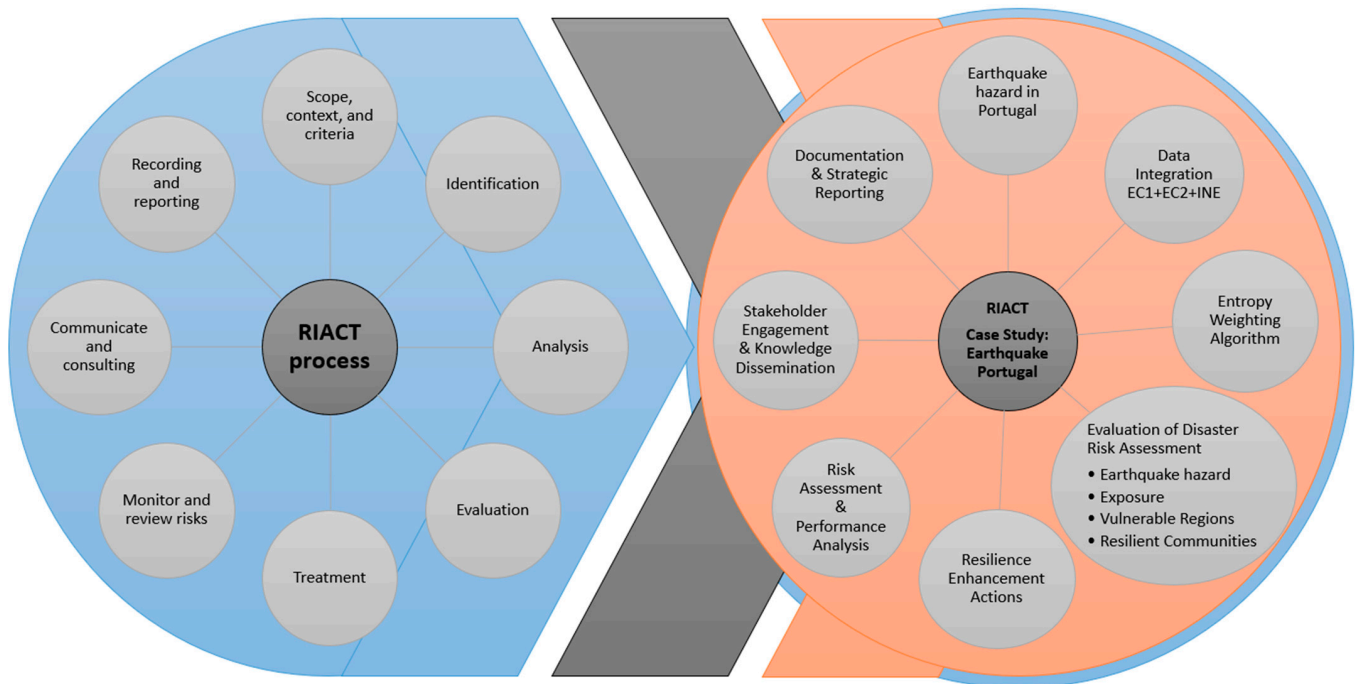 Scope,
context, and
criteria
Identification
Analysis
Evaluation
Treatment
Monitor and
review risks
Communicate
and
consulting
Recording
and
reporting
RIACT
process
Earthquake
hazard in
Portugal
Data
Integration
EC1+EC2+INE
Entropy
Weighting
Algorithm
Evaluation of Disaster
Risk Assessment
• Earthquake hazard
• Exposure
• Vulnerable Regions
• Resilient Communities
Resilience
Enhancement
Actions
Risk
Assessment
&
Performance
Analysis
Stakeholder
Engagement
& Knowledge
Dissemination
Documentation
& Strategic
Reporting
RIACT
Case Study:
Earthquake
Portugal